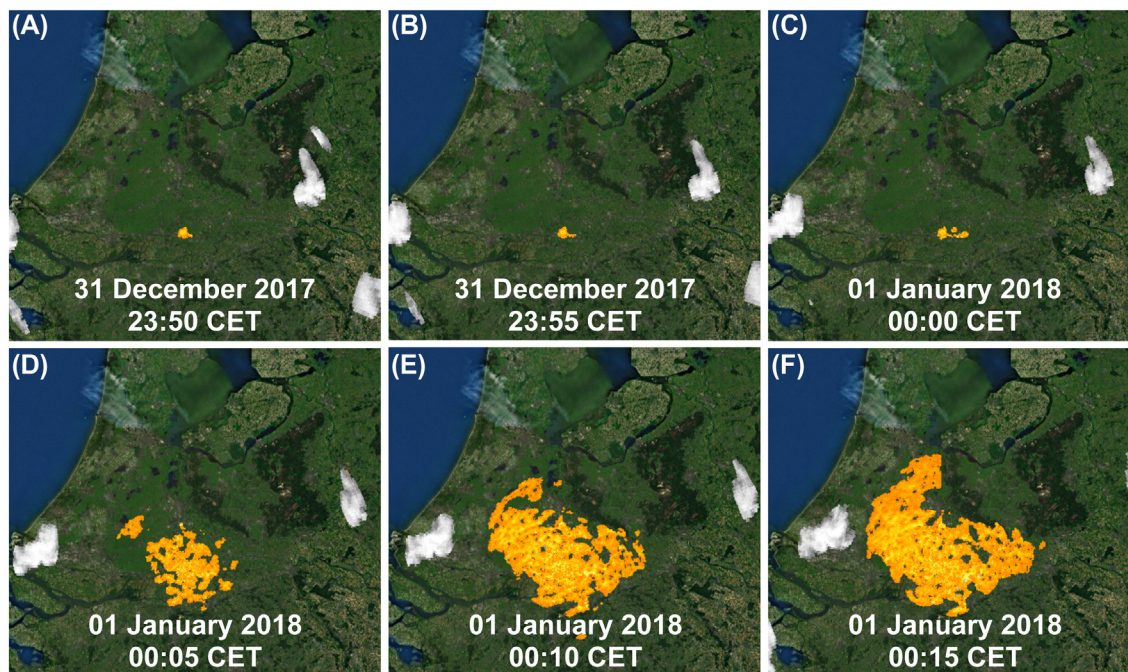 (A)
31 December 2017
23:50 CET
(B)
31 December 2017
23:55 CET
(C)
01 January 2018
00:00 CET
(D)
01 January 2018
00:05 CET
(E)
01 January 2018
00:10 CET
(F)
01 January 2018
00:15 CET